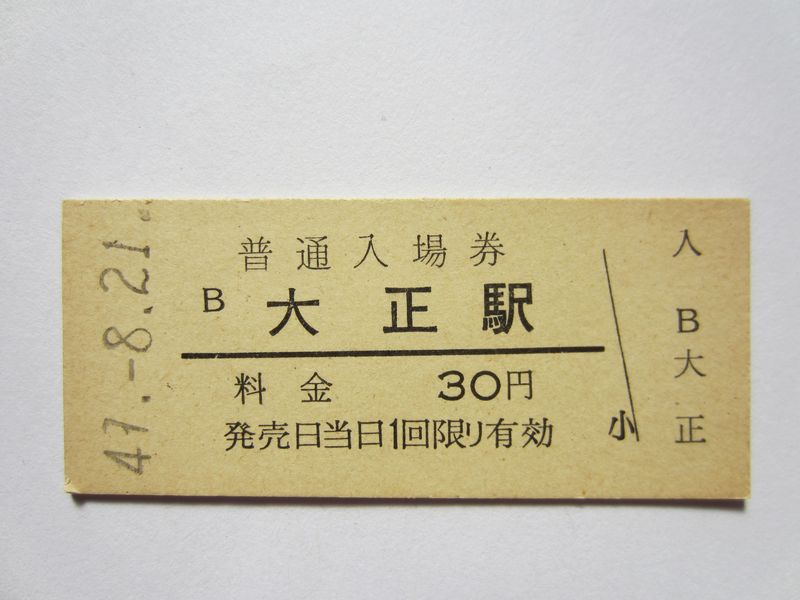 47.-8.21.
普通入場券
B 大正駅
料金 30円
発売日当日1回限り有効
小
入
B
大
正